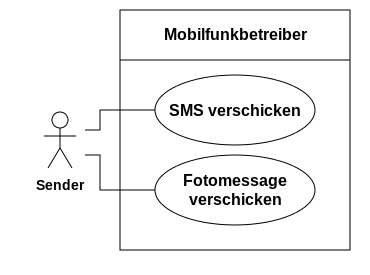 Mobilfunkbetreiber
SMS verschicken
Fotomessage
verschicken
Sender